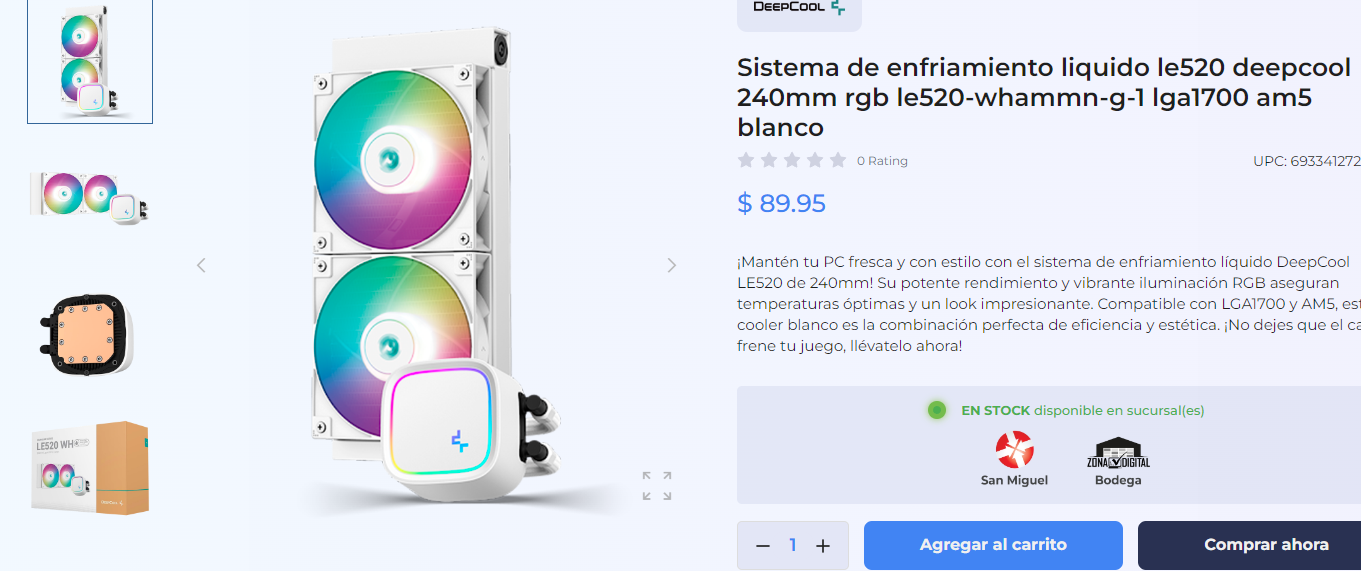 DEEPCOOL
Sistema de enfriamiento liquido le520 deepcool
240mm rgb le520-whammn-g-1 lga1700 am5
blanco
0 Rating
UPC: 693341272
$ 89.95
¡Mantén tu PC fresca y con estilo con el sistema de enfriamiento líquido DeepCool
LE520 de 240mm! Su potente rendimiento y vibrante iluminación RGB aseguran
temperaturas óptimas y un look impresionante. Compatible con LGA1700 y AM5, est
cooler blanco es la combinación perfecta de eficiencia y estética. ¡No dejes que el ca
frene tu juego, llévatelo ahora!
EN STOCK disponible en sucursal(es)
San Miguel
ZONA DIGITAL
Bodega
1
Agregar al carrito
Comprar ahora
LE520 WH